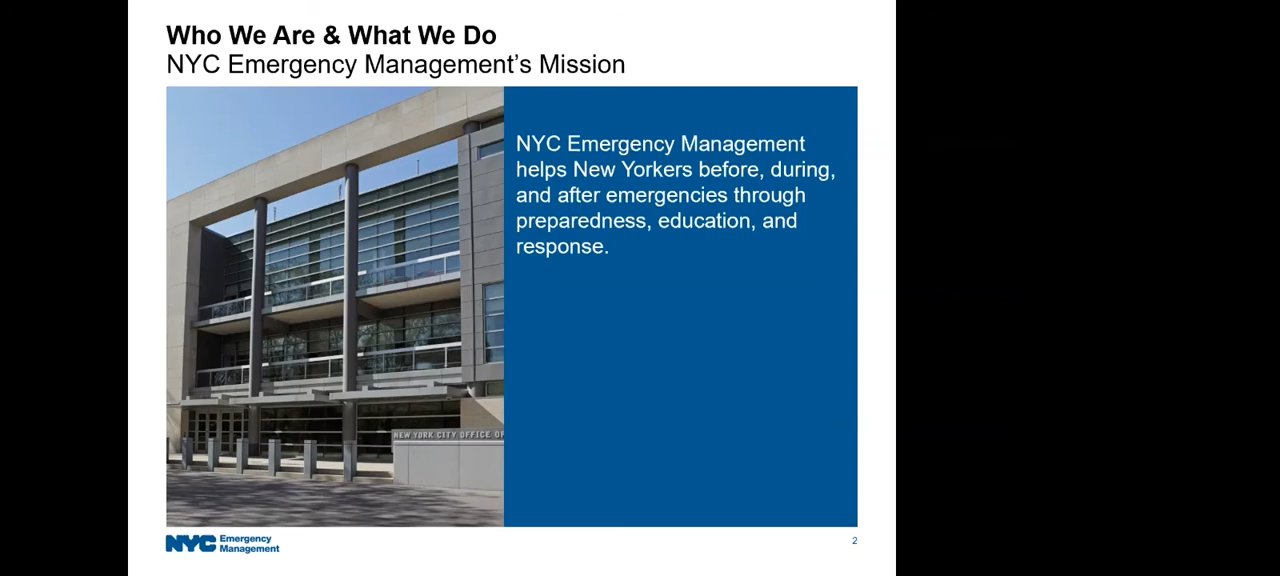 Who We Are & What We Do
NYC Emergency Management’s Mission
NYC Emergency Management
helps New Yorkers before, during,
and after emergencies through
preparedness, education, and
response.
NEW YORK CITY OFFICE OF
NYC Emergency
Management
2